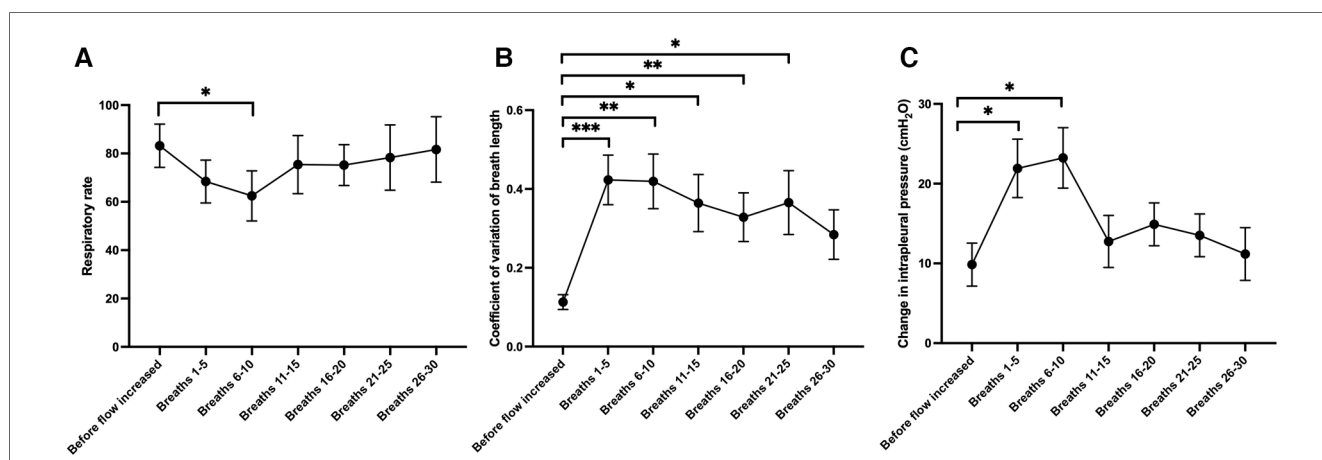 A
Respiratory rate
100
80
60
40
20
0
*
Before flow increased
Breaths 1-5
Breaths 6-10
Breaths 11-15
Breaths 16-20
Breaths 21-25
Breaths 26-30
B
Coefficient of variation of breath length
0.6
0.4
0.2
0.0
*
**
*
**
***
Before flow increased
Breaths 1-5
Breaths 6-10
Breaths 11-15
Breaths 16-20
Breaths 21-25
Breaths 26-30
C
Change in intrapleural pressure (cmH₂O)
30
20
10
0
*
*
Before flow increased
Breaths 1-5
Breaths 6-10
Breaths 11-15
Breaths 16-20
Breaths 21-25
Breaths 26-30